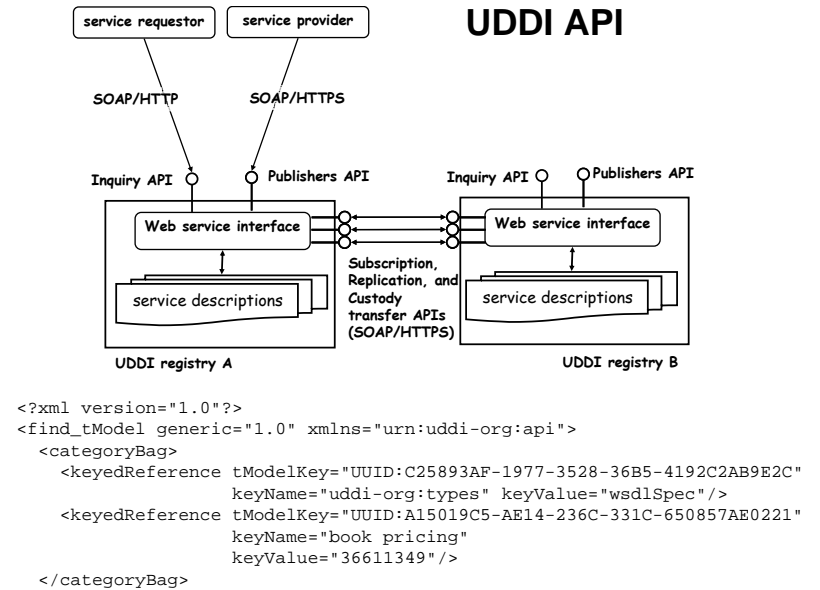 UDDI API
service requestor
service provider
SOAP/HTTP
SOAP/HTTPS
Inquiry API
Publishers API
Inquiry API
Publishers API
Web service interface
Web service interface
service descriptions
Subscription,
Replication, and
Custody
transfer APIs
(SOAP/HTTPS)
service descriptions
UDDI registry A
UDDI registry B
<?xml version="1.0"?>
<find_tModel generic="1.0" xmlns="urn:uddi-org:api">
  <categoryBag>
    <keyedReference tModelKey="UUID:C25893AF-1977-3528-36B5-4192C2AB9E2C"
                    keyName="uddi-org:types" keyValue="wsdlSpec"/>
    <keyedReference tModelKey="UUID:A15019C5-AE14-236C-331C-650857AE0221"
                    keyName="book pricing"
                    keyValue="36611349"/>
  </categoryBag>